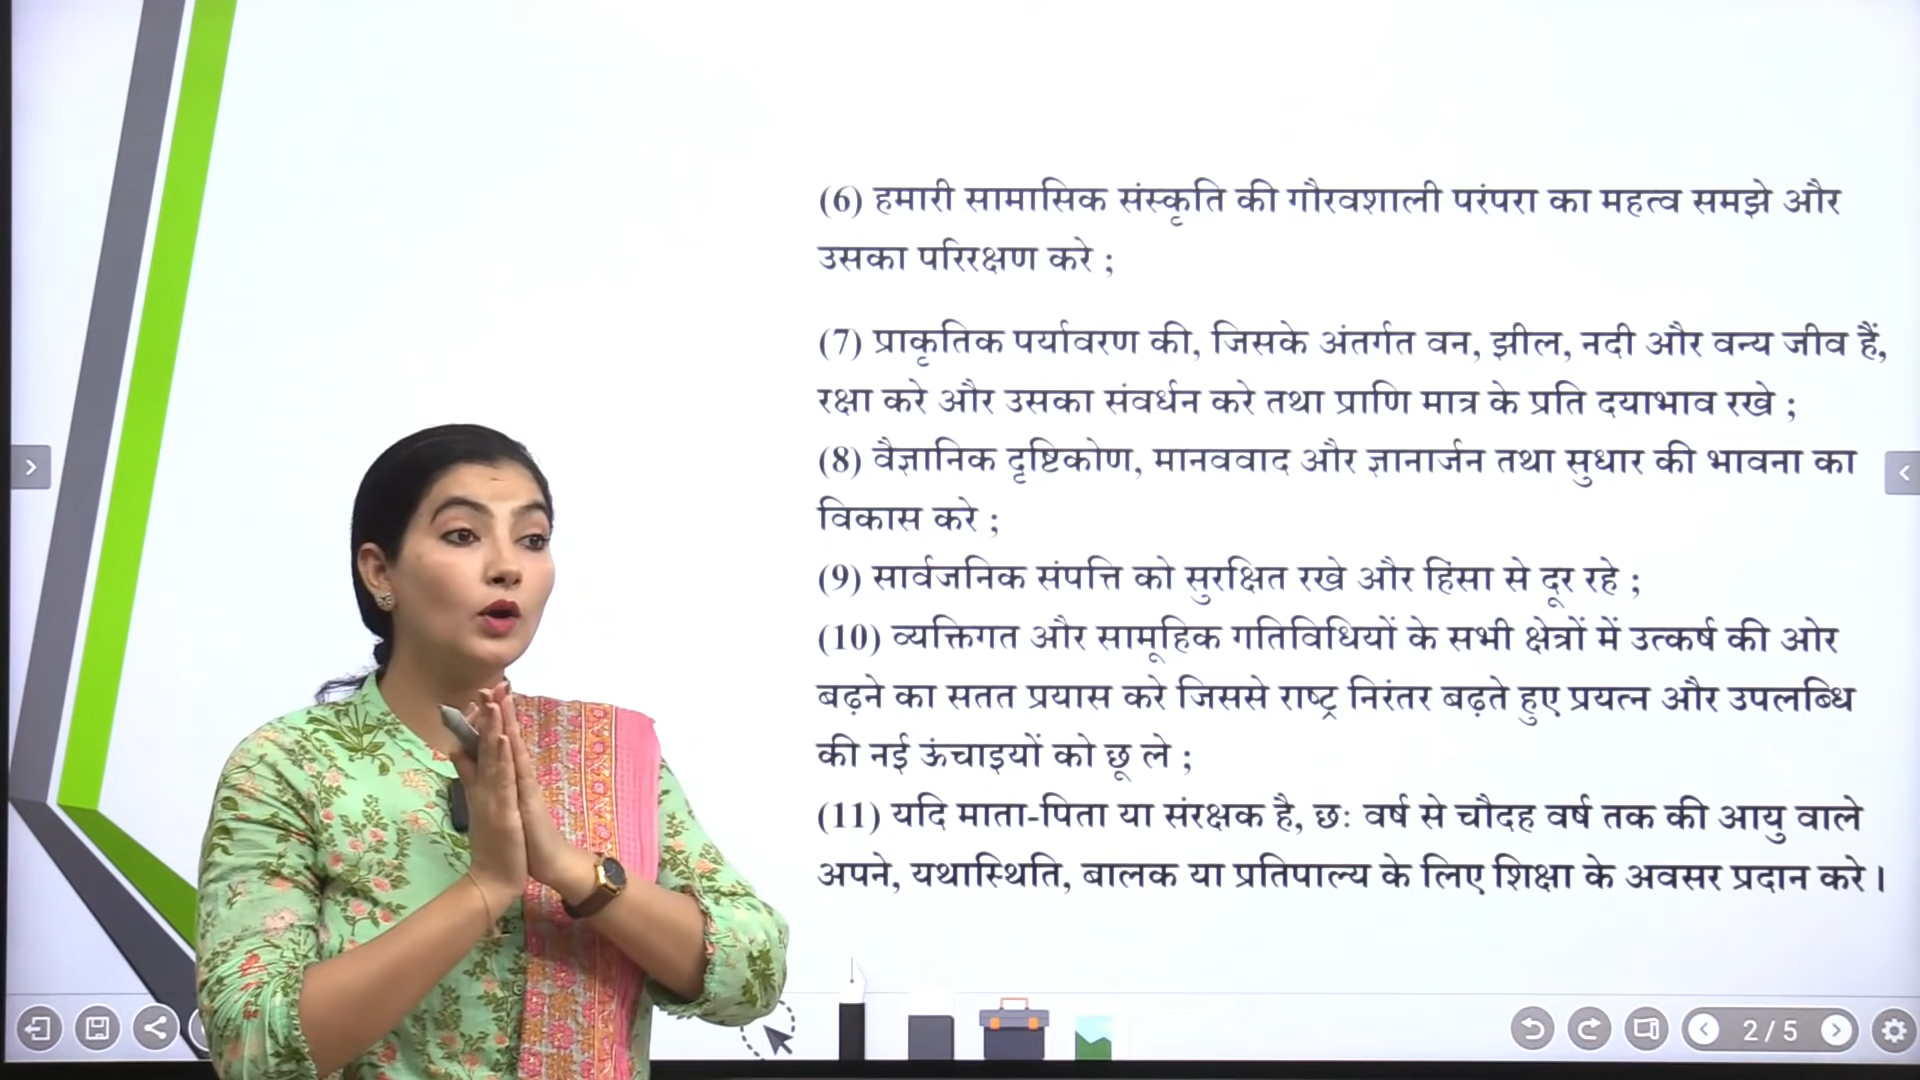 (6) हमारी सामासिक संस्कृति की गौरवशाली परंपरा का महत्व समझे और
उसका परिरक्षण करे ;
(7) प्राकृतिक पर्यावरण की, जिसके अंतर्गत वन, झील, नदी और वन्य जीव हैं,
रक्षा करे और उसका संवर्धन करे तथा प्राणि मात्र के प्रति दयाभाव रखे ;
(8) वैज्ञानिक दृष्टिकोण, मानववाद और ज्ञानार्जन तथा सुधार की भावना का
विकास करे ;
(9) सार्वजनिक संपत्ति को सुरक्षित रखे और हिंसा से दूर रहे ;
(10) व्यक्तिगत और सामूहिक गतिविधियों के सभी क्षेत्रों में उत्कर्ष की ओर
बढ़ने का सतत प्रयास करे जिससे राष्ट्र निरंतर बढ़ते हुए प्रयत्न और उपलब्धि
की नई ऊंचाइयों को छू ले ;
(11) यदि माता-पिता या संरक्षक है, छः वर्ष से चौदह वर्ष तक की आयु वाले
अपने, यथास्थिति, बालक या प्रतिपाल्य के लिए शिक्षा के अवसर प्रदान करे ।
2 / 5